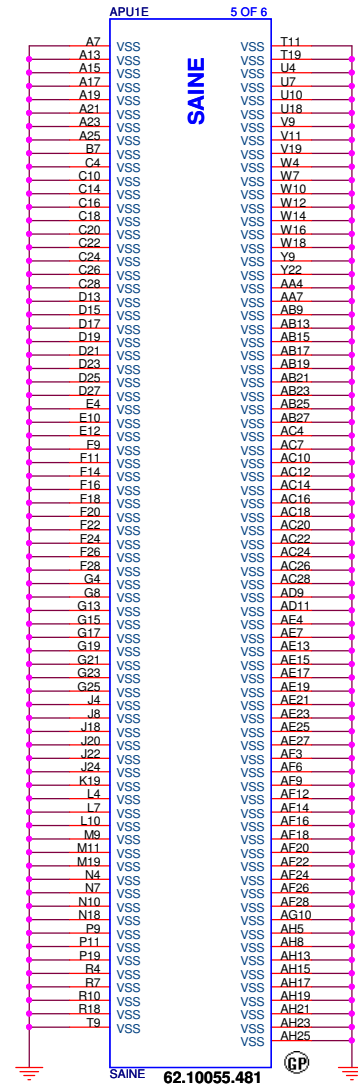 APU1E 5 OF 6
SAINE
A7 VSS VSS T11
A13 VSS VSS T19
A15 VSS VSS U4
A17 VSS VSS U7
A19 VSS VSS U10
A21 VSS VSS U18
A23 VSS VSS V9
A25 VSS VSS V11
B7 VSS VSS V19
C4 VSS VSS W4
C10 VSS VSS W7
C14 VSS VSS W10
C16 VSS VSS W12
C18 VSS VSS W14
C20 VSS VSS W16
C22 VSS VSS W18
C24 VSS VSS Y9
C26 VSS VSS Y22
C28 VSS VSS AA4
D13 VSS VSS AA7
D15 VSS VSS AB9
D17 VSS VSS AB13
D19 VSS VSS AB15
D21 VSS VSS AB17
D23 VSS VSS AB19
D25 VSS VSS AB21
D27 VSS VSS AB23
E4 VSS VSS AB25
E10 VSS VSS AB27
E12 VSS VSS AC4
F9 VSS VSS AC7
F11 VSS VSS AC10
F14 VSS VSS AC12
F16 VSS VSS AC14
F18 VSS VSS AC16
F20 VSS VSS AC18
F22 VSS VSS AC20
F24 VSS VSS AC22
F26 VSS VSS AC24
F28 VSS VSS AC26
G4 VSS VSS AC28
G8 VSS VSS AD9
G13 VSS VSS AD11
G15 VSS VSS AE4
G17 VSS VSS AE7
G19 VSS VSS AE13
G21 VSS VSS AE15
G23 VSS VSS AE17
G25 VSS VSS AE19
J4 VSS VSS AE21
J8 VSS VSS AE23
J18 VSS VSS AE25
J20 VSS VSS AE27
J22 VSS VSS AF3
J24 VSS VSS AF6
K19 VSS VSS AF9
L4 VSS VSS AF12
L7 VSS VSS AF14
L10 VSS VSS AF16
M9 VSS VSS AF18
M11 VSS VSS AF20
M19 VSS VSS AF22
N4 VSS VSS AF24
N7 VSS VSS AF26
N10 VSS VSS AF28
N18 VSS VSS AG10
P9 VSS VSS AH5
P11 VSS VSS AH8
P19 VSS VSS AH13
R4 VSS VSS AH15
R7 VSS VSS AH17
R10 VSS VSS AH19
R18 VSS VSS AH21
T9 VSS VSS AH23
VSS AH25
SAINE 62.10055.481 GP